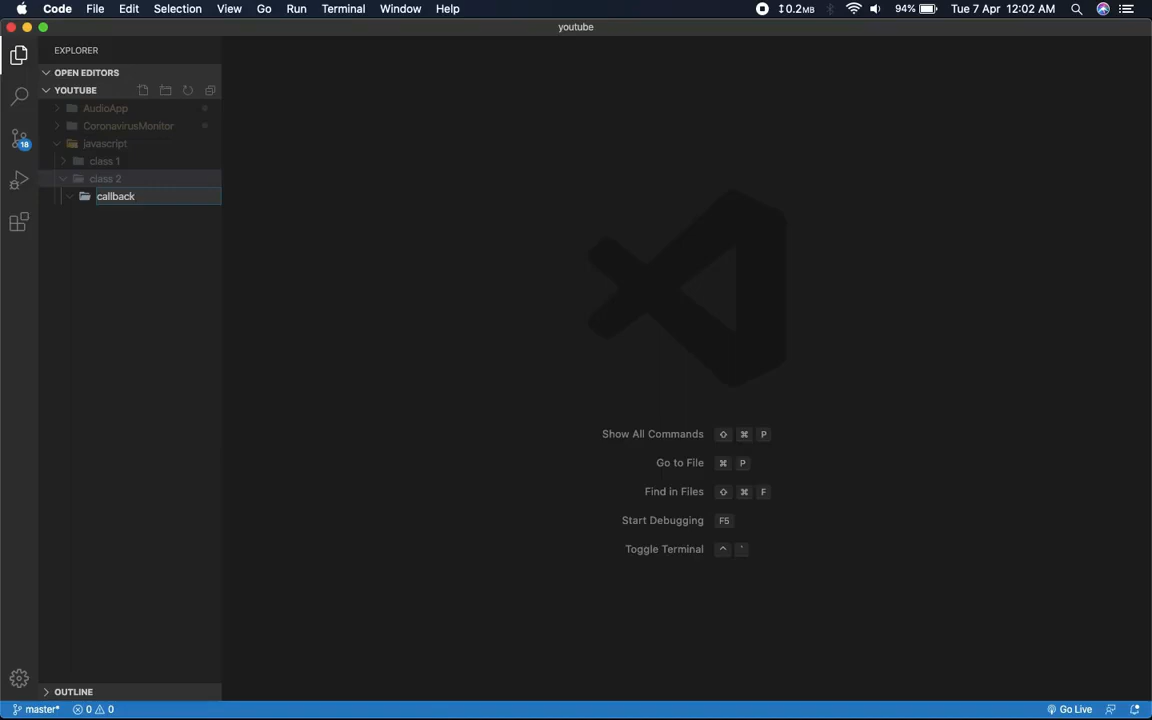 Code File Edit Selection View Go Run Terminal Window Help 0.2MB 94% Tue 7 Apr 12:02 AM
youtube
EXPLORER
OPEN EDITORS
YOUTUBE
AudioApp
CoronavirusMonitor
javascript
class 1
class 2
callback
18
Show All Commands ⇧ ⌘ P
Go to File ⌘ P
Find in Files ⇧ ⌘ F
Start Debugging F5
Toggle Terminal ^ `
OUTLINE
master* 0 0 Go Live